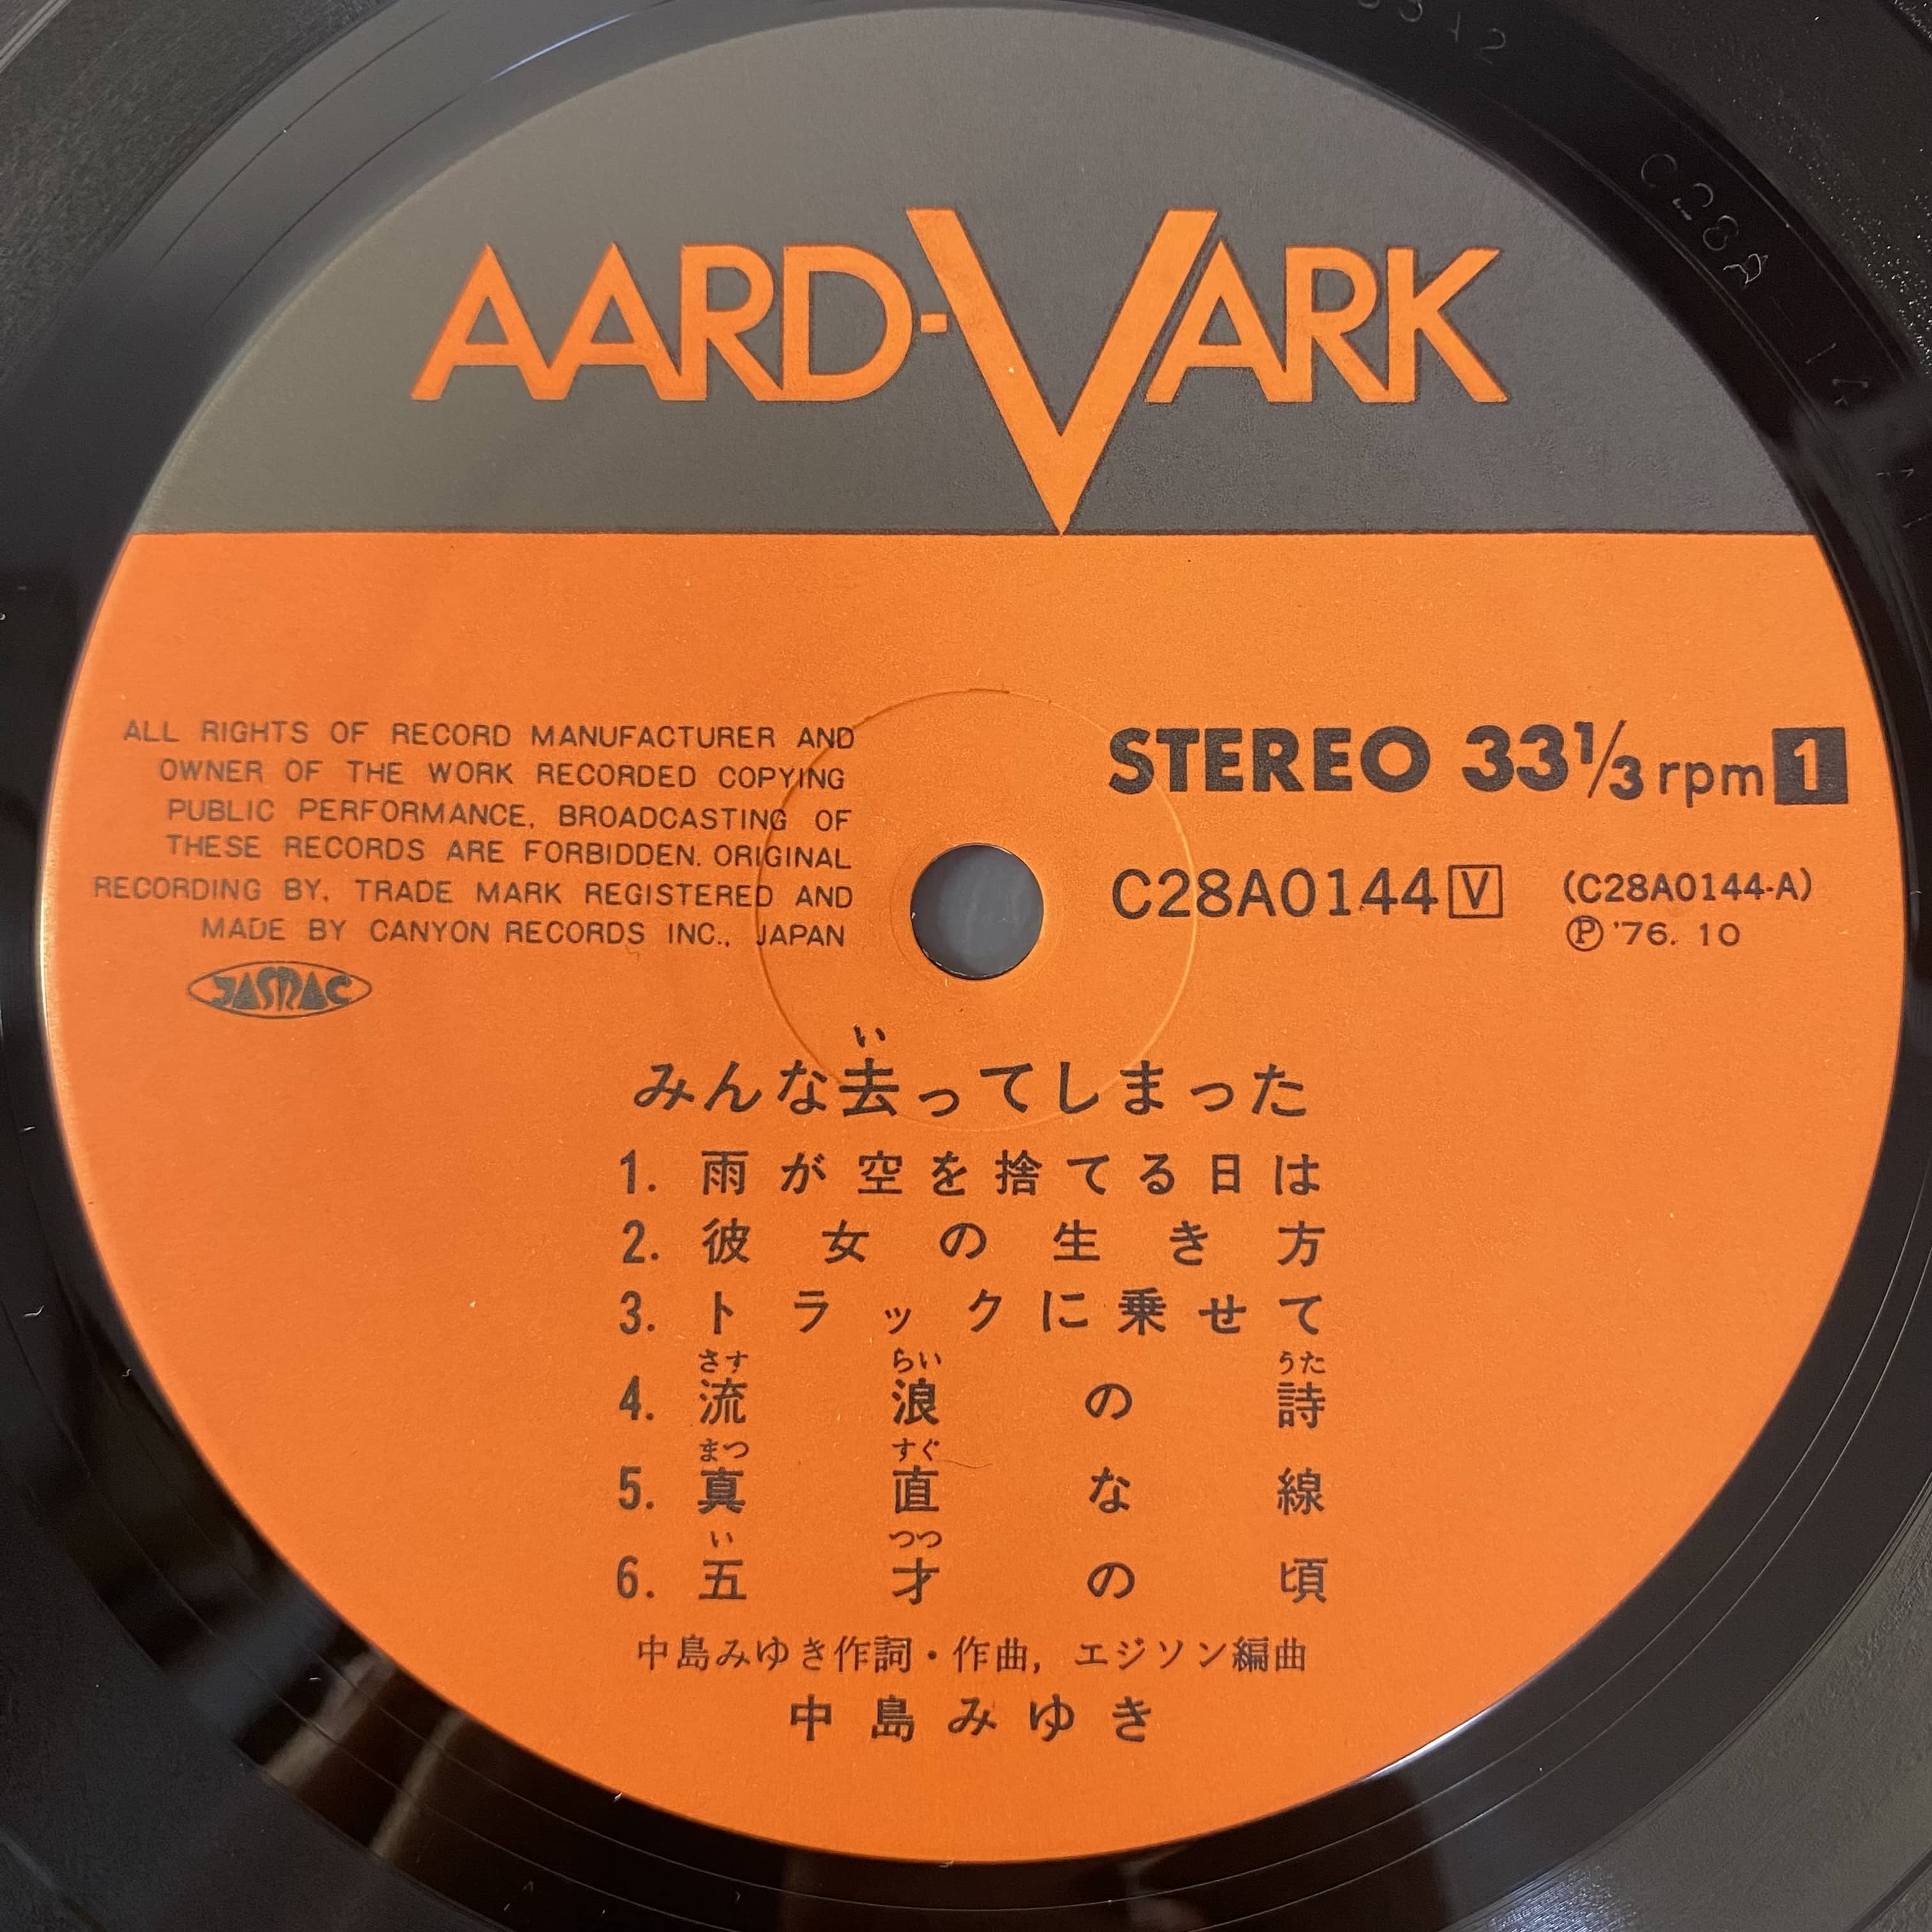 AARD-VARK
ALL RIGHTS OF RECORD MANUFACTURER AND
OWNER OF THE WORK RECORDED COPYING
PUBLIC PERFORMANCE, BROADCASTING OF
THESE RECORDS ARE FORBIDDEN. ORIGINAL
RECORDING BY, TRADE MARK REGISTERED AND
MADE BY CANYON RECORDS INC., JAPAN
JASRAC
STEREO 33 1/3 rpm 1
C28A0144 V (C28A0144-A)
Ⓟ '76. 10
い
みんな去ってしまった
1. 雨が空を捨てる日は
2. 彼女の生き方
3. トラックに乗せて
さす らい うた
4. 流浪の詩
まつ すぐ
5. 真直な線
い つつ
6. 五才の頃
中島みゆき作詞・作曲, エジソン編曲
中島みゆき
C28A